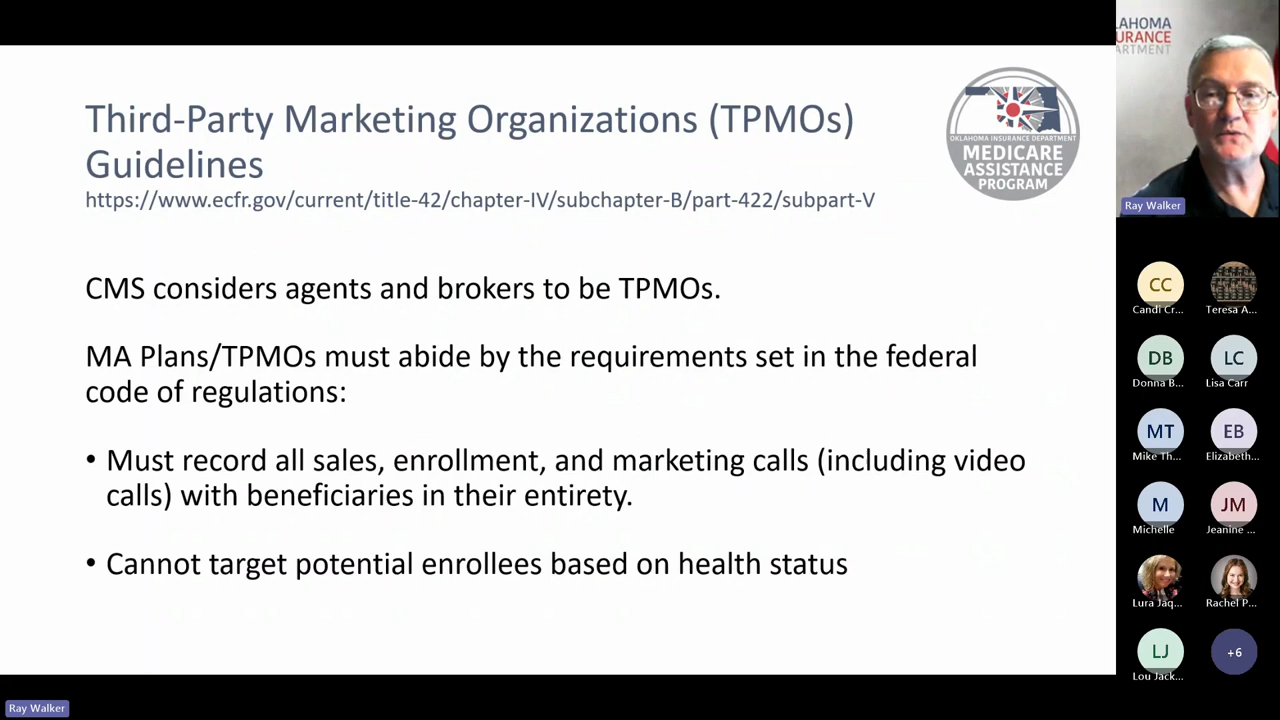 Third-Party Marketing Organizations (TPMOs)
Guidelines
https://www.ecfr.gov/current/title-42/chapter-IV/subchapter-B/part-422/subpart-V
OKLAHOMA INSURANCE DEPARTMENT
MEDICARE
ASSISTANCE
PROGRAM
CMS considers agents and brokers to be TPMOs.
MA Plans/TPMOs must abide by the requirements set in the federal
code of regulations:
• Must record all sales, enrollment, and marketing calls (including video
calls) with beneficiaries in their entirety.
• Cannot target potential enrollees based on health status
AHOMA
URANCE
ARTMENT
Ray Walker
CC
Candi Cr...
Teresa A...
DB
Donna B...
LC
Lisa Carr
MT
Mike Th...
EB
Elizabeth...
M
Michelle
JM
Jeanine ...
Lura Jaq...
Rachel P...
LJ
Lou Jack...
+6
Ray Walker